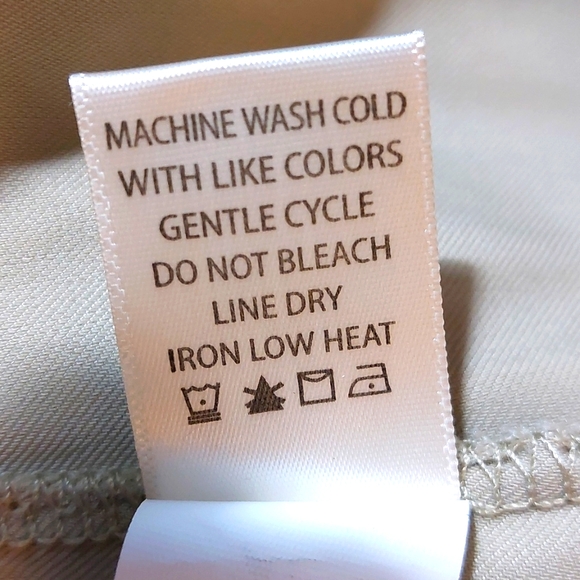 MACHINE WASH COLD
WITH LIKE COLORS
GENTLE CYCLE
DO NOT BLEACH
LINE DRY
IRON LOW HEAT